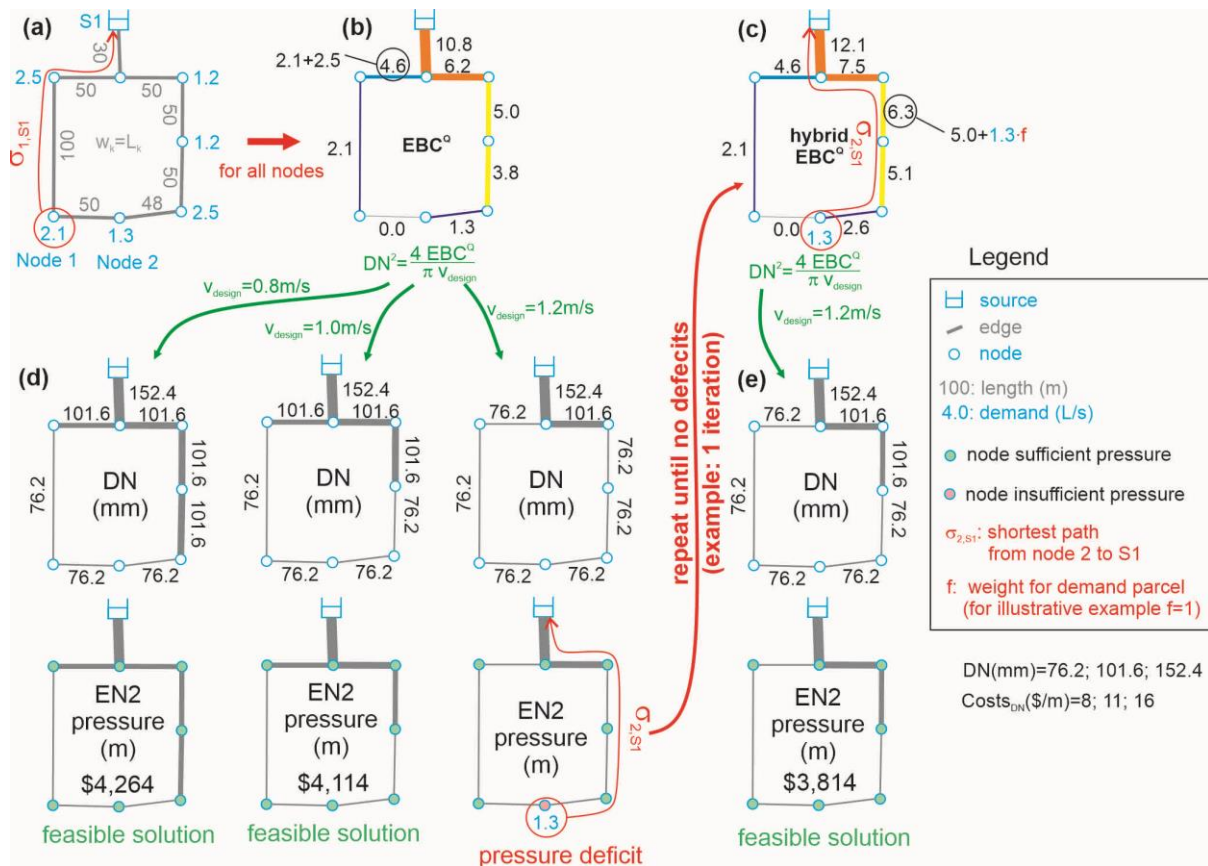 (a)
S1
30
2.5
50
50
1.2
50
σ1,S1
100
wk=Lk
1.2
50
50
48
2.5
2.1
1.3
Node 1
Node 2
for all nodes
(b)
2.1+2.5
4.6
10.8
6.2
5.0
2.1
EBCQ
3.8
0.0
1.3
DN²= 4 EBCQ
π vdesign
vdesign=0.8m/s
vdesign=1.0m/s
vdesign=1.2m/s
(c)
12.1
4.6
7.5
6.3
5.0+1.3·f
2.1
hybrid
EBCQ
σ2,S1
5.1
0.0
1.3
2.6
DN²= 4 EBCQ
π vdesign
vdesign=1.2m/s
repeat until no defecits
(example: 1 iteration)
(d)
152.4
101.6
101.6
101.6
76.2
DN
(mm)
101.6
76.2
76.2
152.4
101.6
101.6
101.6
76.2
DN
(mm)
76.2
76.2
76.2
152.4
76.2
101.6
76.2
76.2
DN
(mm)
76.2
76.2
76.2
(e)
152.4
76.2
101.6
101.6
76.2
DN
(mm)
76.2
76.2
76.2
EN2
pressure
(m)
$4,264
feasible solution
EN2
pressure
(m)
$4,114
feasible solution
EN2
pressure
(m)
σ2,S1
1.3
pressure deficit
EN2
pressure
(m)
$3,814
feasible solution
Legend
source
edge
node
100: length (m)
4.0: demand (L/s)
node sufficient pressure
node insufficient pressure
σ2,S1: shortest path
from node 2 to S1
f: weight for demand parcel
(for illustrative example f=1)
DN(mm)=76.2; 101.6; 152.4
CostsDN($/m)=8; 11; 16